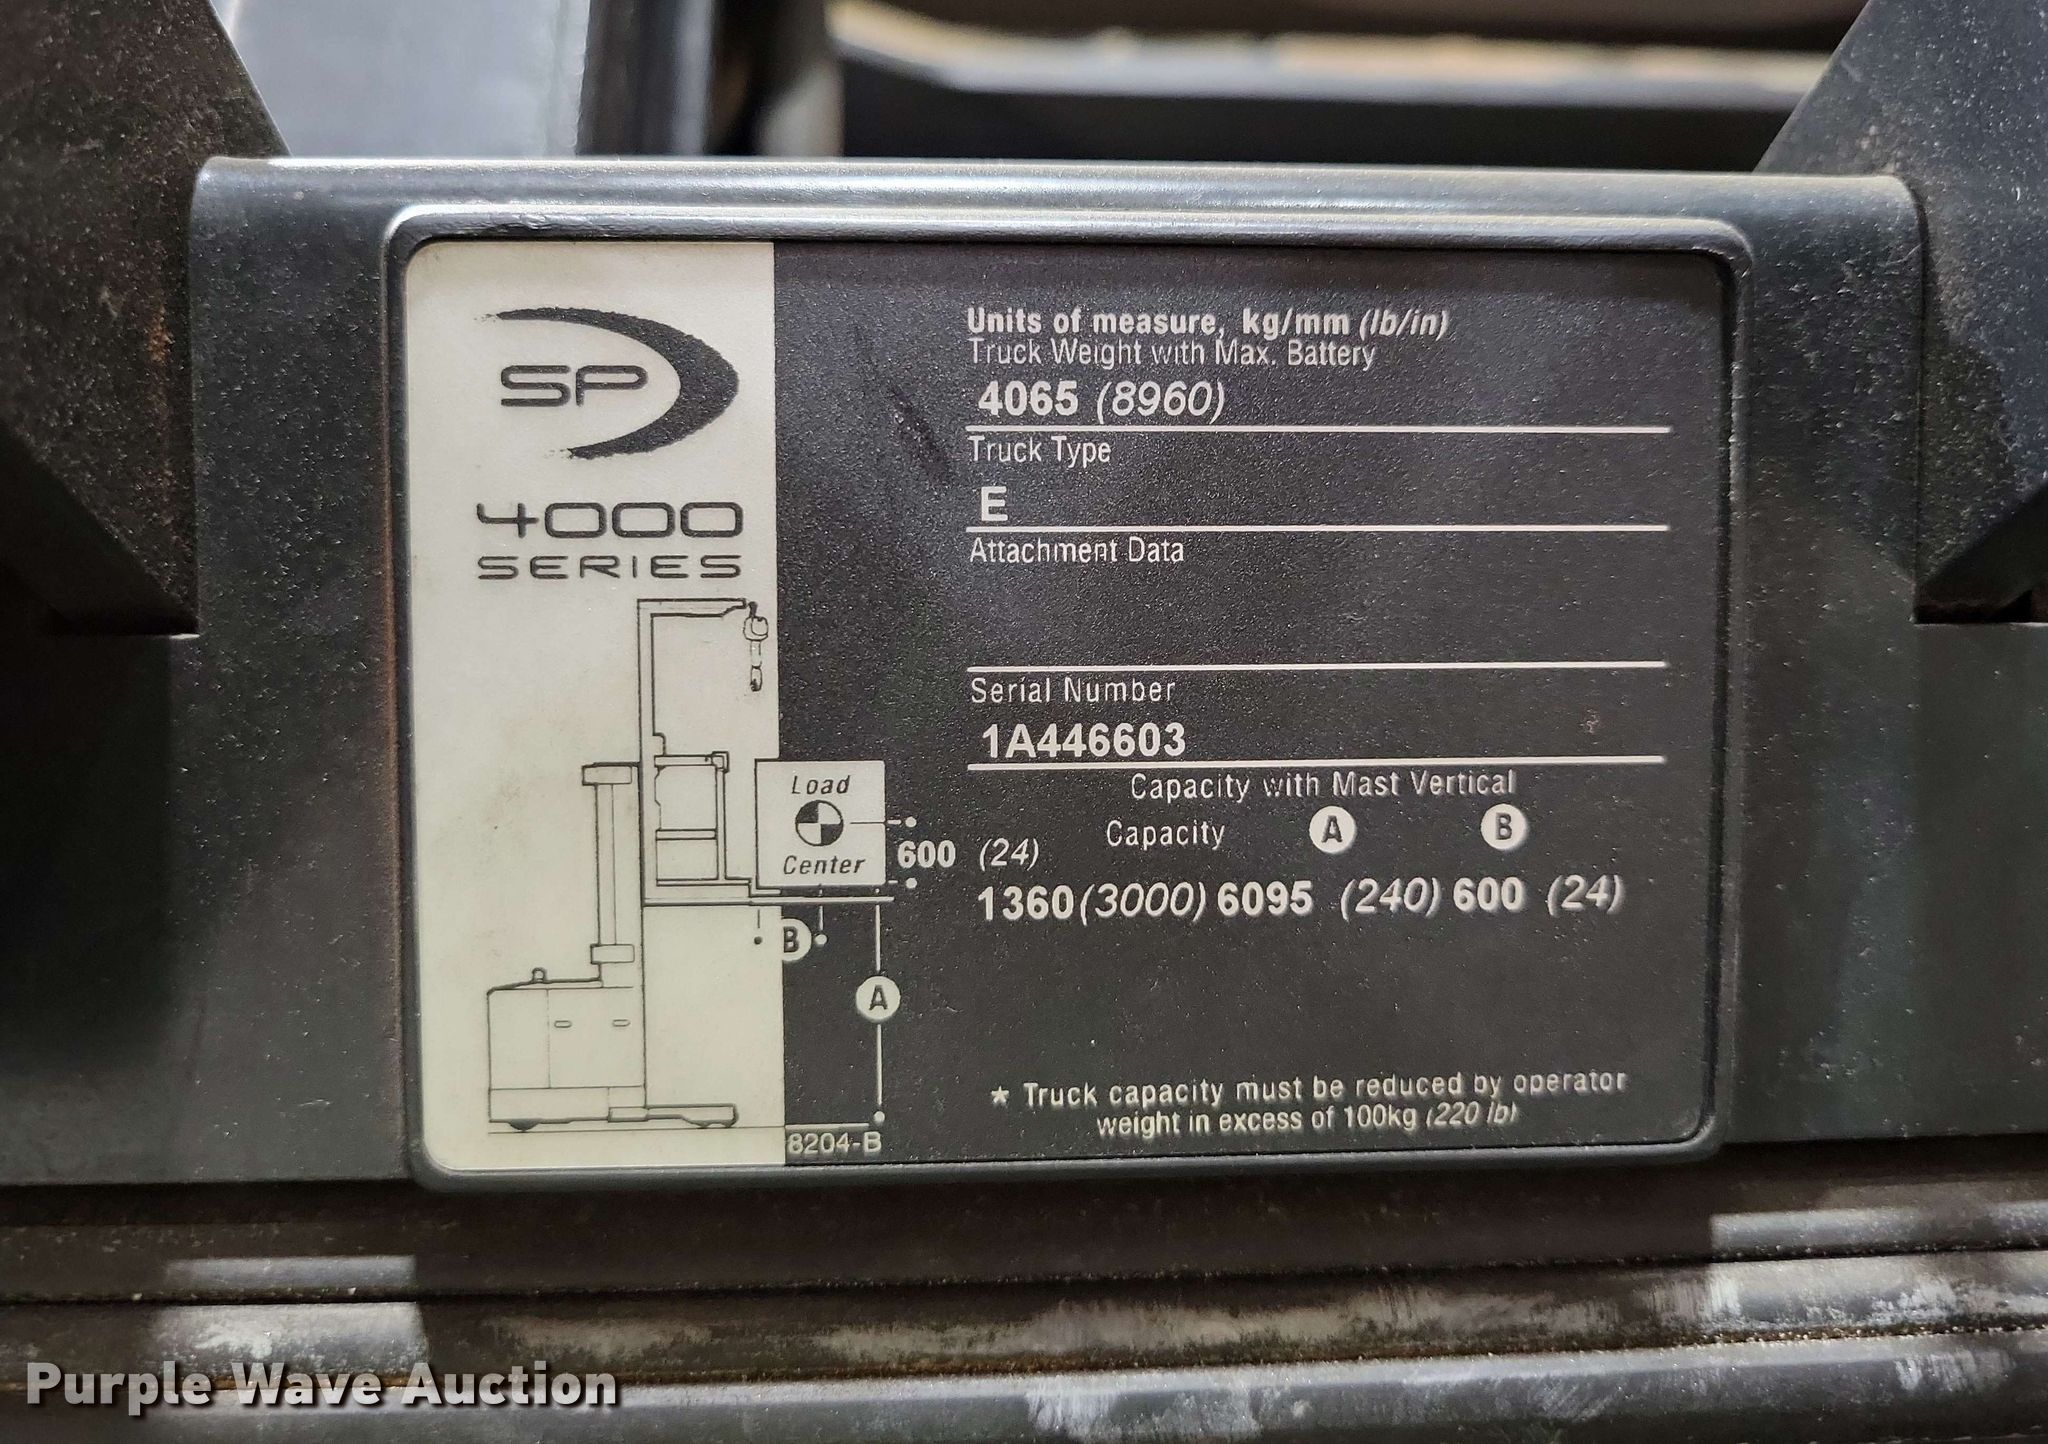 SP
4000
SERIES
Units of measure, kg/mm (lb/in)
Truck Weight with Max. Battery
4065 (8960)
Truck Type
E
Attachment Data
Serial Number
1A446603
Capacity with Mast Vertical
Capacity A B
1360 (3000) 6095 (240) 600 (24)
Load
Center
600 (24)
B
A
* Truck capacity must be reduced by operator
weight in excess of 100kg (220 lb)
8204-B
Purple Wave Auction